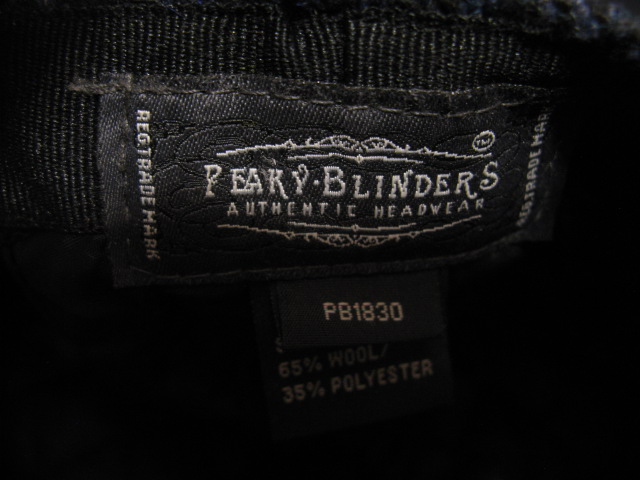 REG TRADE MARK
TM
PEAKY·BLINDERS
AUTHENTIC HEADWEAR
REG TRADE MARK
PB1830
65% WOOL/
35% POLYESTER